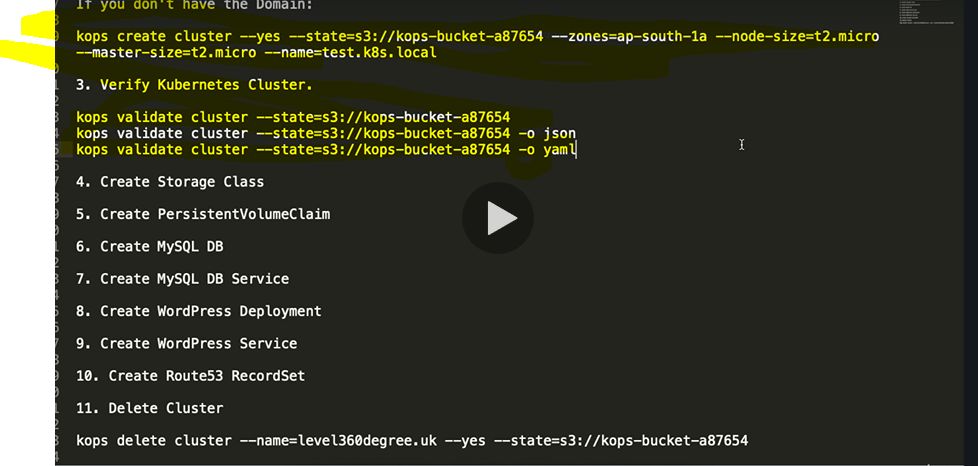 If you don't have the Domain:
kops create cluster --yes --state=s3://kops-bucket-a87654 --zones=ap-south-1a --node-size=t2.micro
--master-size=t2.micro --name=test.k8s.local
3. Verify Kubernetes Cluster.
kops validate cluster --state=s3://kops-bucket-a87654
kops validate cluster --state=s3://kops-bucket-a87654 -o json
kops validate cluster --state=s3://kops-bucket-a87654 -o yaml
4. Create Storage Class
5. Create PersistentVolumeClaim
6. Create MySQL DB
7. Create MySQL DB Service
8. Create WordPress Deployment
9. Create WordPress Service
10. Create Route53 RecordSet
11. Delete Cluster
kops delete cluster --name=level360degree.uk --yes --state=s3://kops-bucket-a87654